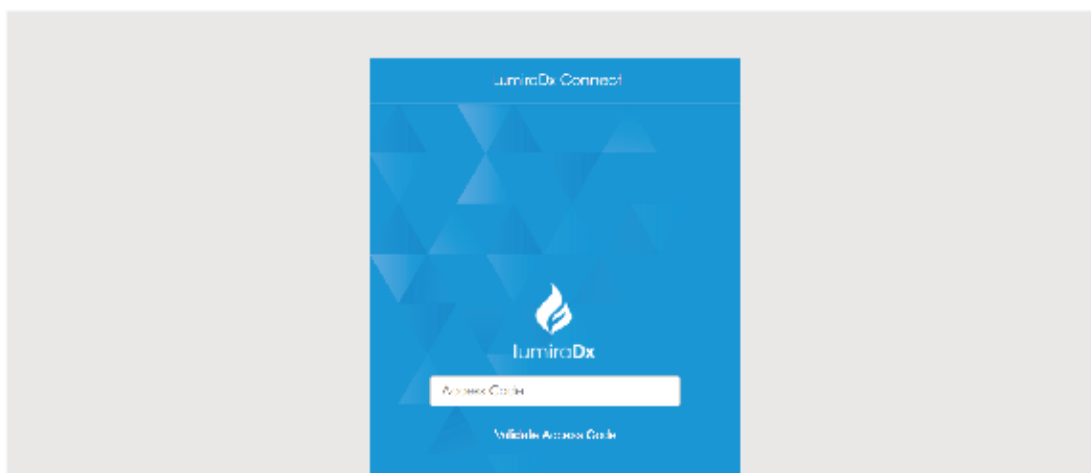 LumiraDx Connect
lumiraDx
Access Code
Validate Access Code